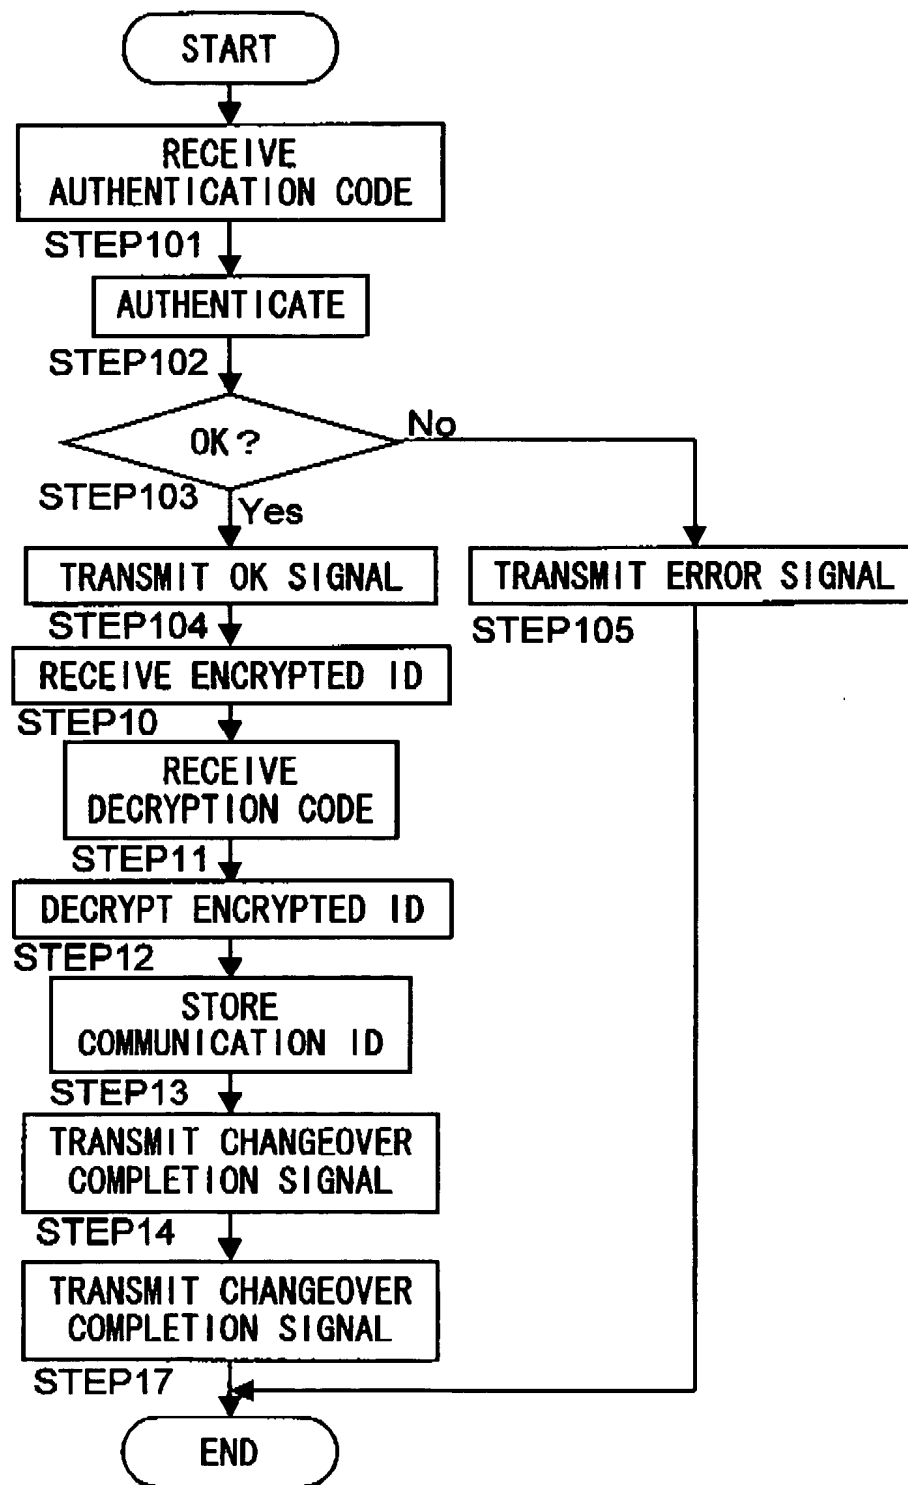 START
RECEIVE
AUTHENTICATION CODE
STEP101
AUTHENTICATE
STEP102
OK?
No
STEP103
Yes
TRANSMIT OK SIGNAL
TRANSMIT ERROR SIGNAL
STEP104
STEP105
RECEIVE ENCRYPTED ID
STEP10
RECEIVE
DECRYPTION CODE
STEP11
DECRYPT ENCRYPTED ID
STEP12
STORE
COMMUNICATION ID
STEP13
TRANSMIT CHANGEOVER
COMPLETION SIGNAL
STEP14
TRANSMIT CHANGEOVER
COMPLETION SIGNAL
STEP17
END